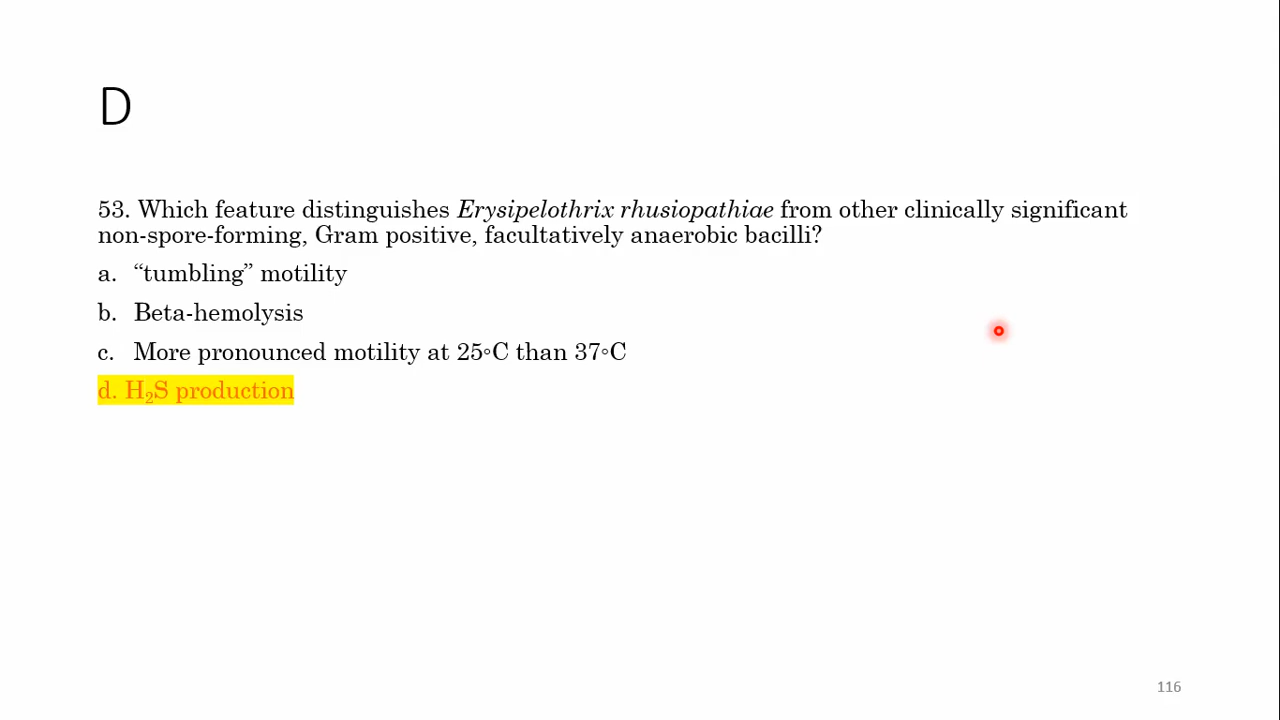 D
53. Which feature distinguishes Erysipelothrix rhusiopathiae from other clinically significant
non-spore-forming, Gram positive, facultatively anaerobic bacilli?
a. “tumbling” motility
b. Beta-hemolysis
c. More pronounced motility at 25◦C than 37◦C
d. H₂S production
116